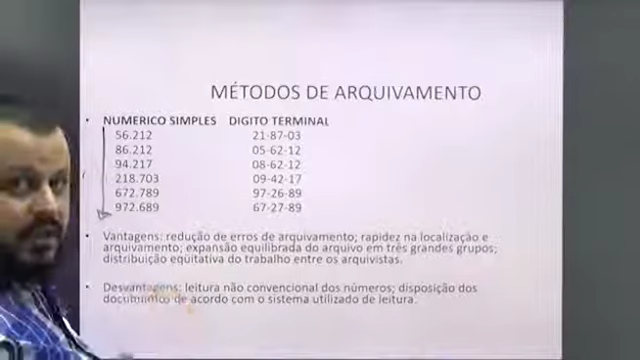 MÉTODOS DE ARQUIVAMENTO
NUMERICO SIMPLES DIGITO TERMINAL
56.212 21-87-03
86.212 05-62-12
94.217 08-62-12
218.703 09-42-17
672.789 97-26-89
972.689 67-27-89
Vantagens: redução de erros de arquivamento; rapidez na localização e
arquivamento; expansão equilibrada do arquivo em três grandes grupos;
distribuição equitativa do trabalho entre os arquivistas.
Desvantagens: leitura não convencional dos números; disposição dos
documentos de acordo com o sistema utilizado de leitura.